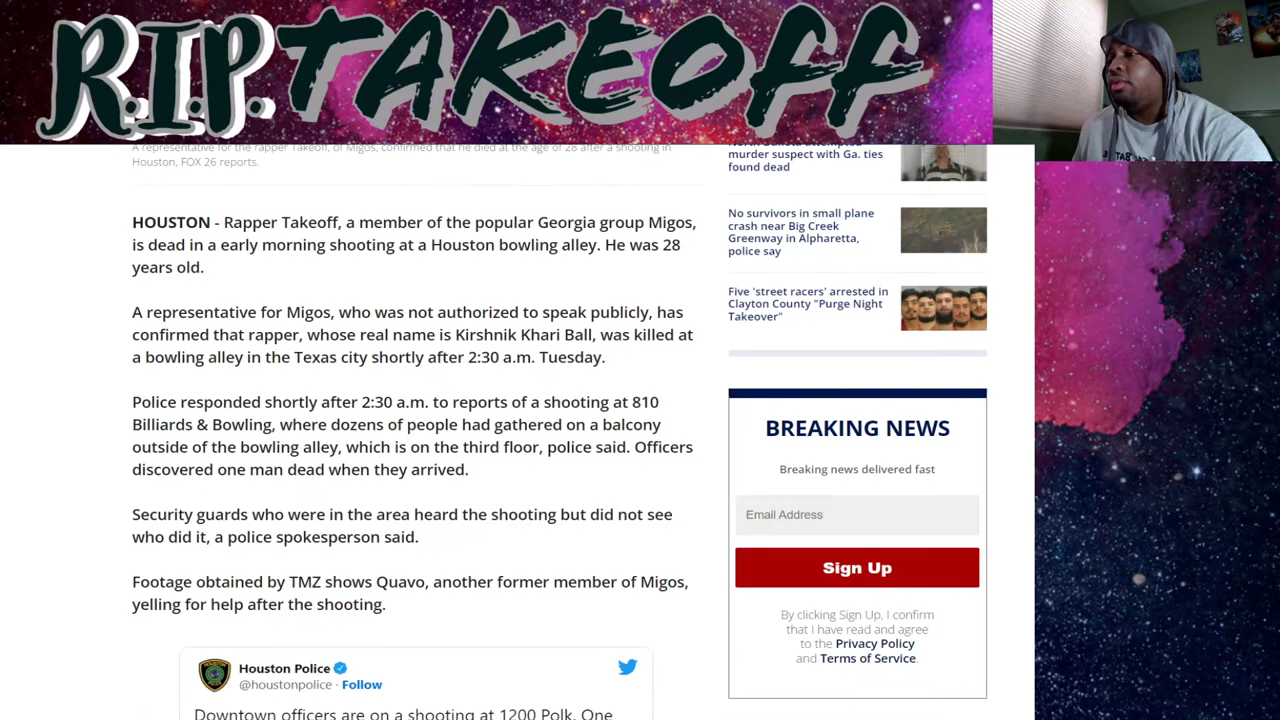 R.I.P. TAKEOFF
A representative for the rapper Takeoff, of Migos, confirmed that he died at the age of 28 after a shooting in
Houston, FOX 26 reports.
HOUSTON - Rapper Takeoff, a member of the popular Georgia group Migos,
is dead in a early morning shooting at a Houston bowling alley. He was 28
years old.
A representative for Migos, who was not authorized to speak publicly, has
confirmed that rapper, whose real name is Kirshnik Khari Ball, was killed at
a bowling alley in the Texas city shortly after 2:30 a.m. Tuesday.
Police responded shortly after 2:30 a.m. to reports of a shooting at 810
Billiards & Bowling, where dozens of people had gathered on a balcony
outside of the bowling alley, which is on the third floor, police said. Officers
discovered one man dead when they arrived.
Security guards who were in the area heard the shooting but did not see
who did it, a police spokesperson said.
Footage obtained by TMZ shows Quavo, another former member of Migos,
yelling for help after the shooting.
Houston Police
@houstonpolice · Follow
Downtown officers are on a shooting at 1200 Polk. One
murder suspect with Ga. ties
found dead
No survivors in small plane
crash near Big Creek
Greenway in Alpharetta,
police say
Five 'street racers' arrested in
Clayton County "Purge Night
Takeover"
BREAKING NEWS
Breaking news delivered fast
Email Address
Sign Up
By clicking Sign Up, I confirm
that I have read and agree
to the Privacy Policy
and Terms of Service.